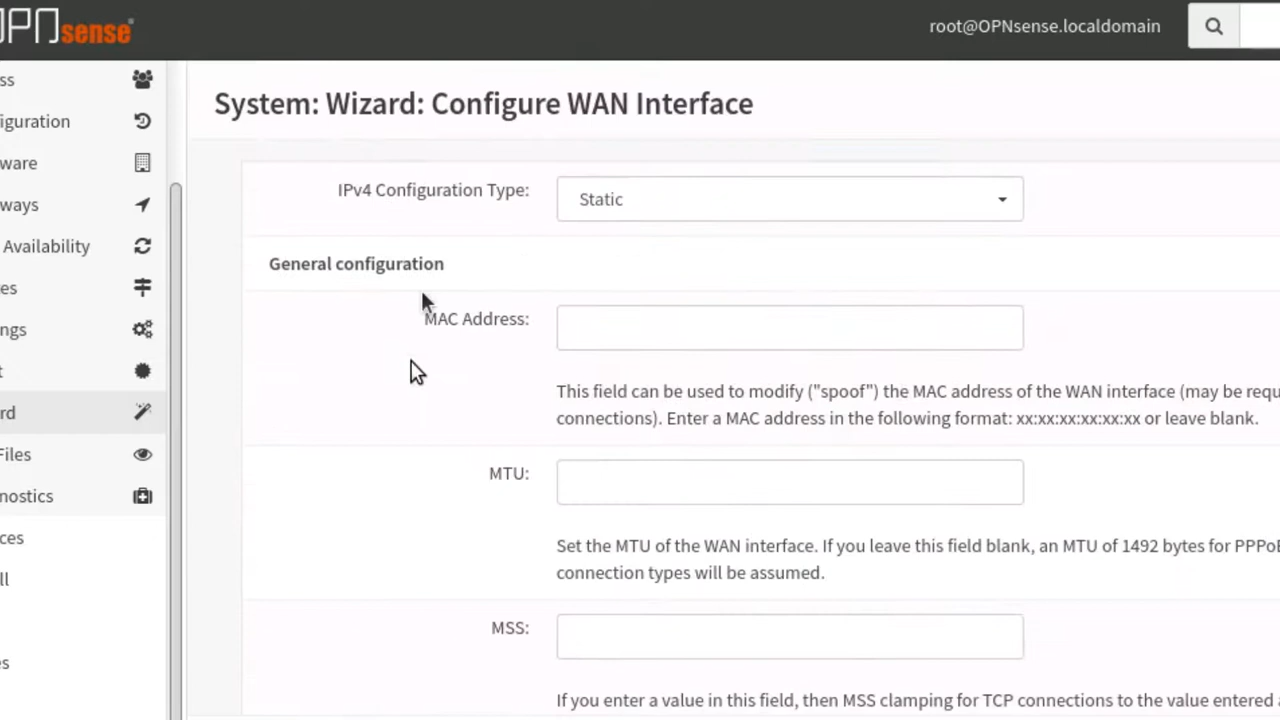 OPNsense
root@OPNsense.localdomain
ss
iguration
ware
ways
Availability
es
ngs
t
rd
Files
nostics
ces
ll
s
System: Wizard: Configure WAN Interface
IPv4 Configuration Type:
Static
General configuration
MAC Address:
This field can be used to modify ("spoof") the MAC address of the WAN interface (may be requ
connections). Enter a MAC address in the following format: xx:xx:xx:xx:xx:xx or leave blank.
MTU:
Set the MTU of the WAN interface. If you leave this field blank, an MTU of 1492 bytes for PPPoE
connection types will be assumed.
MSS:
If you enter a value in this field, then MSS clamping for TCP connections to the value entered